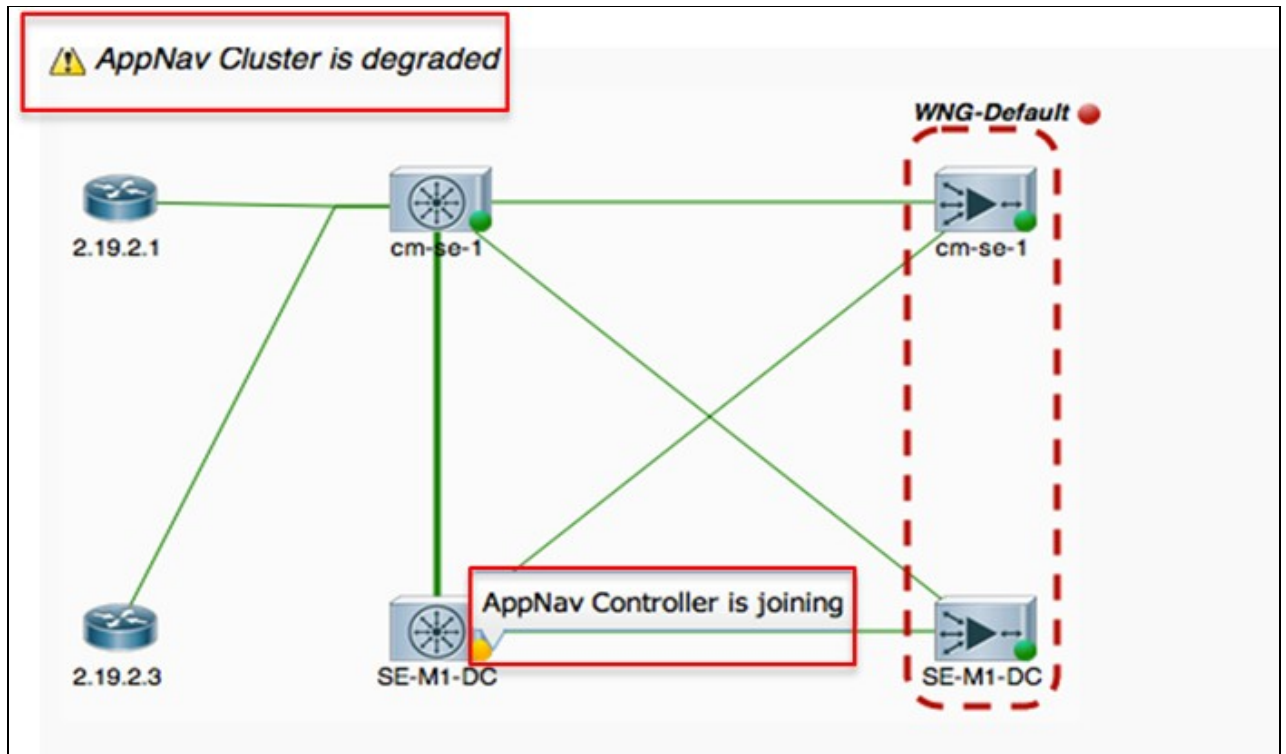 AppNav Cluster is degraded
WNG-Default
2.19.2.1
cm-se-1
cm-se-1
AppNav Controller is joining
2.19.2.3
SE-M1-DC
SE-M1-DC